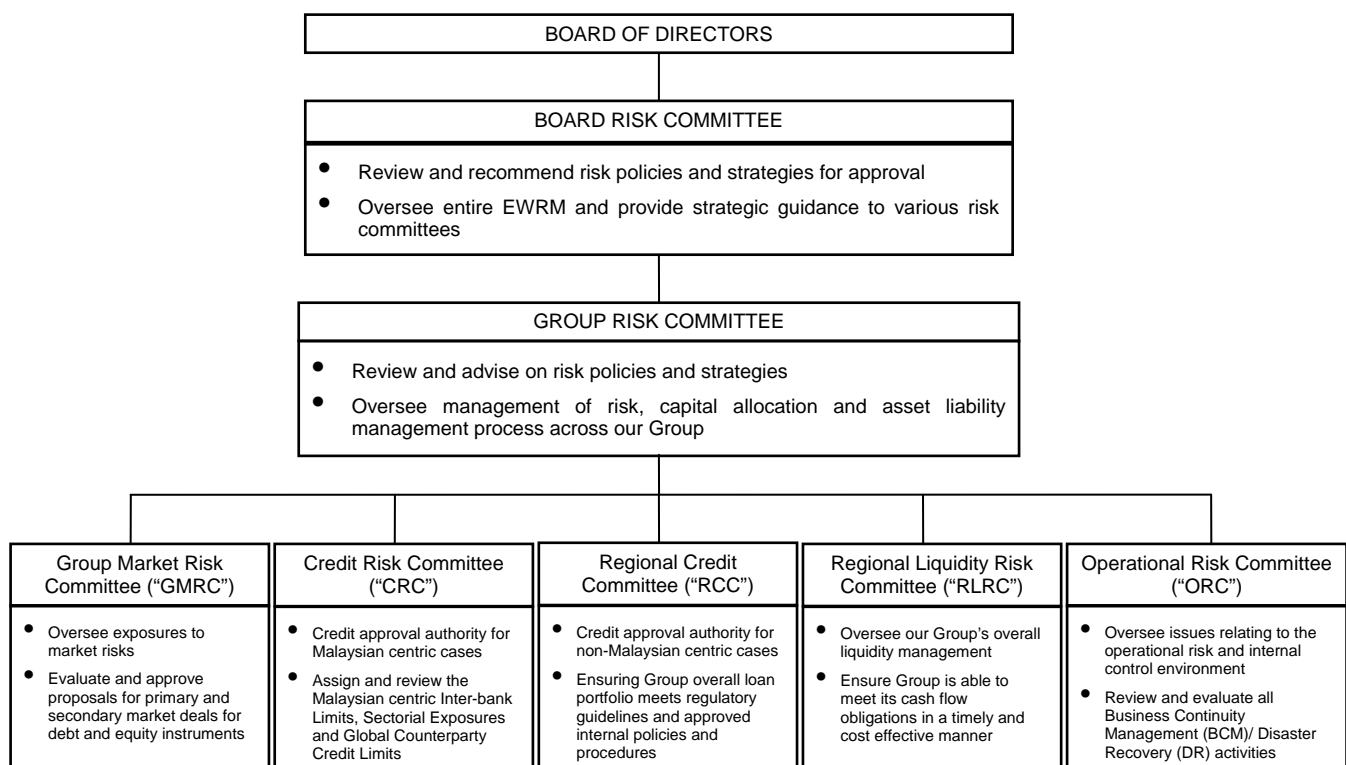 BOARD OF DIRECTORS
BOARD RISK COMMITTEE
• Review and recommend risk policies and strategies for approval
• Oversee entire EWRM and provide strategic guidance to various risk
committees
GROUP RISK COMMITTEE
• Review and advise on risk policies and strategies
• Oversee management of risk, capital allocation and asset liability
management process across our Group
Group Market Risk
Committee (“GMRC”)
• Oversee exposures to
market risks
• Evaluate and approve
proposals for primary and
secondary market deals for
debt and equity instruments
Credit Risk Committee
(“CRC”)
• Credit approval authority for
Malaysian centric cases
• Assign and review the
Malaysian centric Inter-bank
Limits, Sectorial Exposures
and Global Counterparty
Credit Limits
Regional Credit
Committee (“RCC”)
• Credit approval authority for
non-Malaysian centric cases
• Ensuring Group overall loan
portfolio meets regulatory
guidelines and approved
internal policies and
procedures
Regional Liquidity Risk
Committee (“RLRC”)
• Oversee our Group’s overall
liquidity management
• Ensure Group is able to
meet its cash flow
obligations in a timely and
cost effective manner
Operational Risk Committee
(“ORC”)
• Oversee issues relating to the
operational risk and internal
control environment
• Review and evaluate all
Business Continuity
Management (BCM)/ Disaster
Recovery (DR) activities